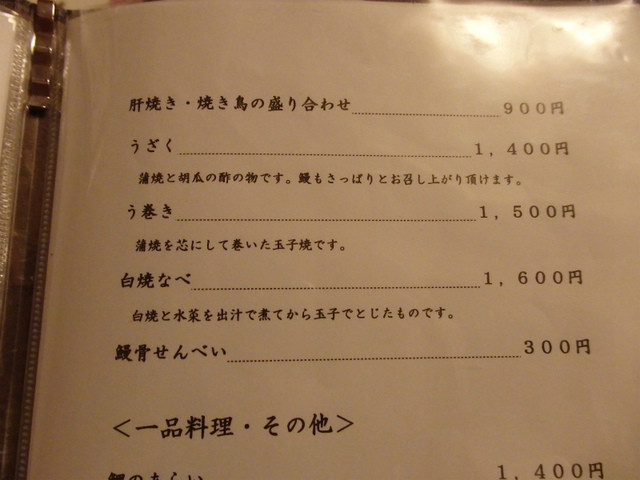 肝焼き・焼き鳥の盛り合わせ 900円
うざく 1,400円
蒲焼と胡瓜の酢の物です。鰻もさっぱりとお召し上がり頂けます。
う巻き 1,500円
蒲焼を芯にして巻いた玉子焼です。
白焼なべ 1,600円
白焼と水菜を出汁で煮てから玉子でとじたものです。
鰻骨せんべい 300円
＜一品料理・その他＞
鯉のあらい 1,400円